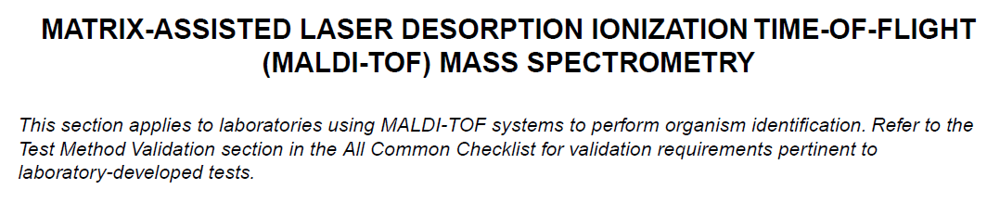 MATRIX-ASSISTED LASER DESORPTION IONIZATION TIME-OF-FLIGHT
(MALDI-TOF) MASS SPECTROMETRY
This section applies to laboratories using MALDI-TOF systems to perform organism identification. Refer to the
Test Method Validation section in the All Common Checklist for validation requirements pertinent to
laboratory-developed tests.